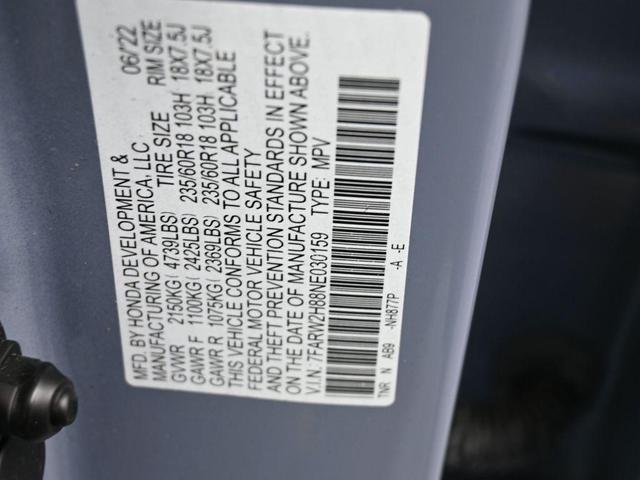 MFD. BY HONDA DEVELOPMENT & 06/22
MANUFACTURING OF AMERICA, LLC
TIRE SIZE RIM SIZE
GVWR 2150KG( 4739LBS)
GAWR F 1100KG( 2425LBS) 235/60R18 103H 18X7.5J
GAWR R 1075KG( 2369LBS) 235/60R18 103H 18X7.5J
THIS VEHICLE CONFORMS TO ALL APPLICABLE
FEDERAL MOTOR VEHICLE SAFETY
AND THEFT PREVENTION STANDARDS IN EFFECT
ON THE DATE OF MANUFACTURE SHOWN ABOVE.
V.I.N: 7FARW2H88NE030159 TYPE: MPV
TNR N AB9 -NH877P -A -E